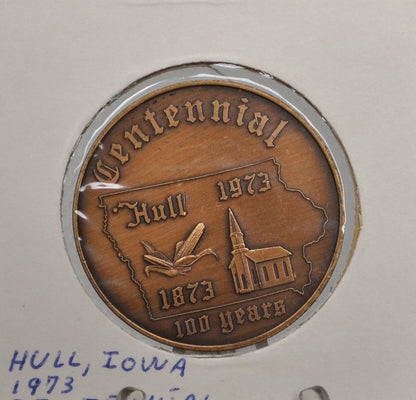 Centennial
1973
Hull
1873
100 years
HULL, IOWA
1973